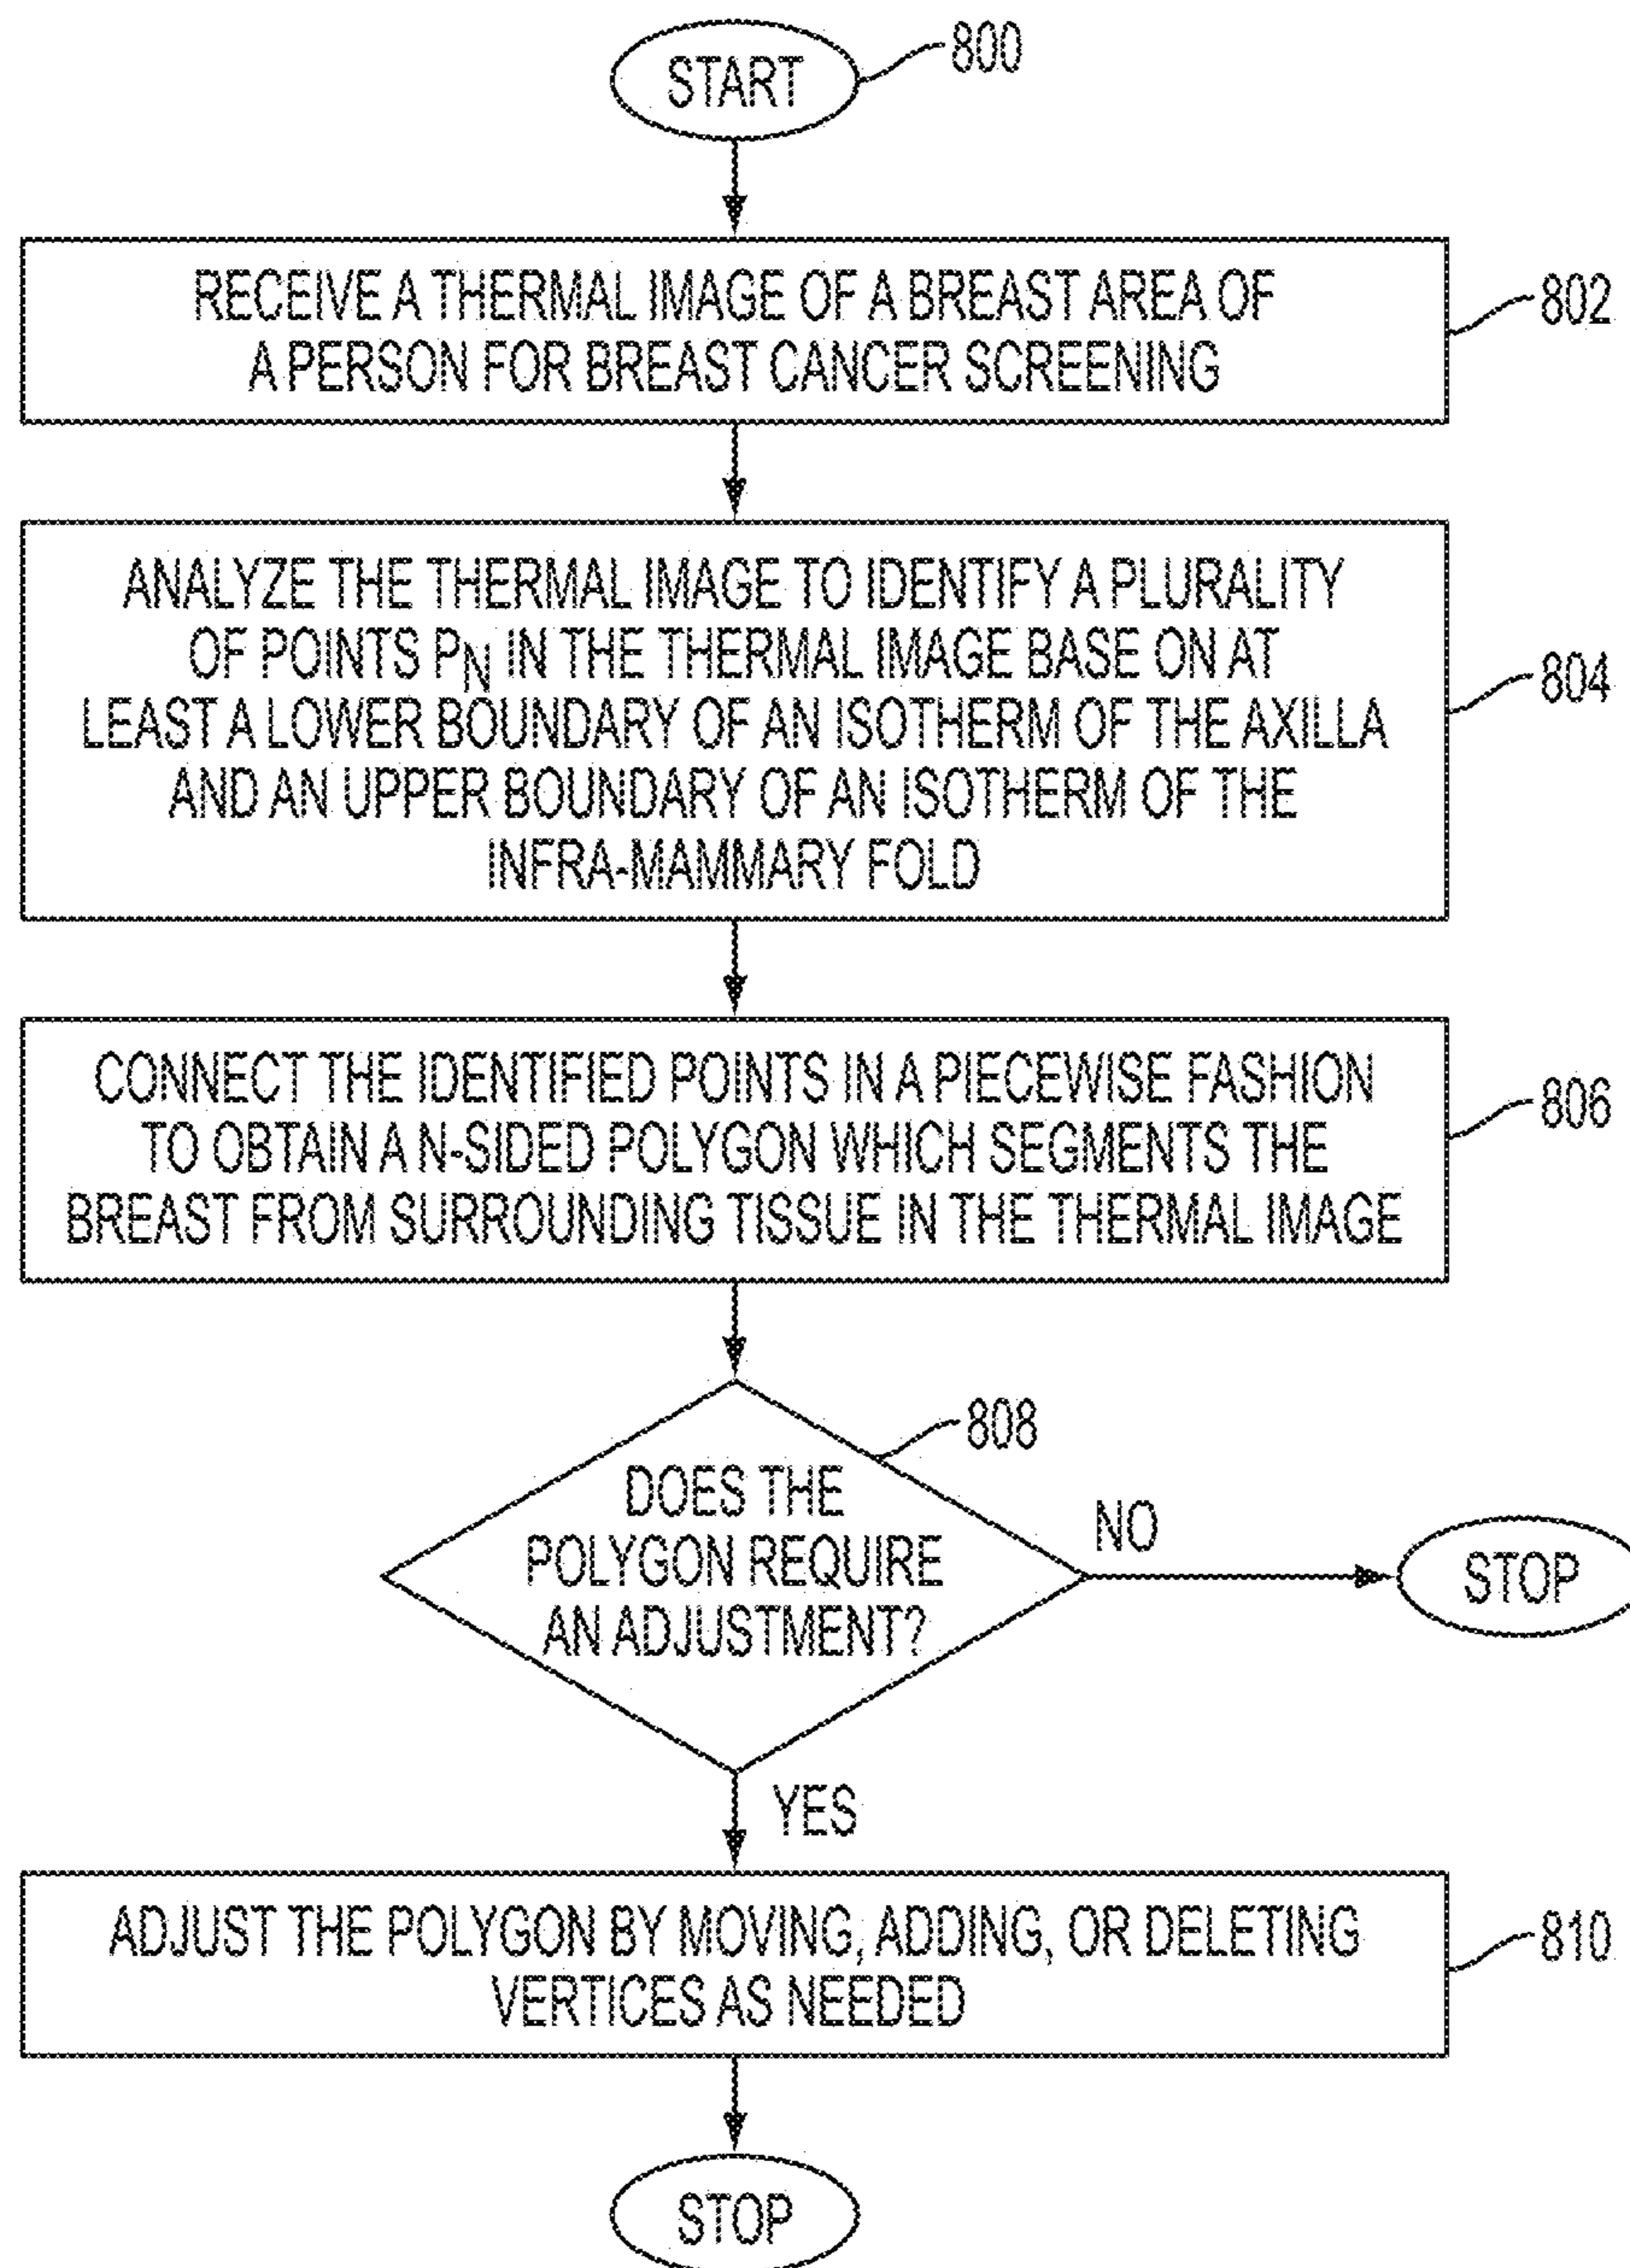 START
800
RECEIVE A THERMAL IMAGE OF A BREAST AREA OF
A PERSON FOR BREAST CANCER SCREENING
802
ANALYZE THE THERMAL IMAGE TO IDENTIFY A PLURALITY
OF POINTS PN IN THE THERMAL IMAGE BASE ON AT
LEAST A LOWER BOUNDARY OF AN ISOTHERM OF THE AXILLA
AND AN UPPER BOUNDARY OF AN ISOTHERM OF THE
INFRA-MAMMARY FOLD
804
CONNECT THE IDENTIFIED POINTS IN A PIECEWISE FASHION
TO OBTAIN A N-SIDED POLYGON WHICH SEGMENTS THE
BREAST FROM SURROUNDING TISSUE IN THE THERMAL IMAGE
806
808
DOES THE
POLYGON REQUIRE
AN ADJUSTMENT?
NO
STOP
YES
ADJUST THE POLYGON BY MOVING, ADDING, OR DELETING
VERTICES AS NEEDED
810
STOP